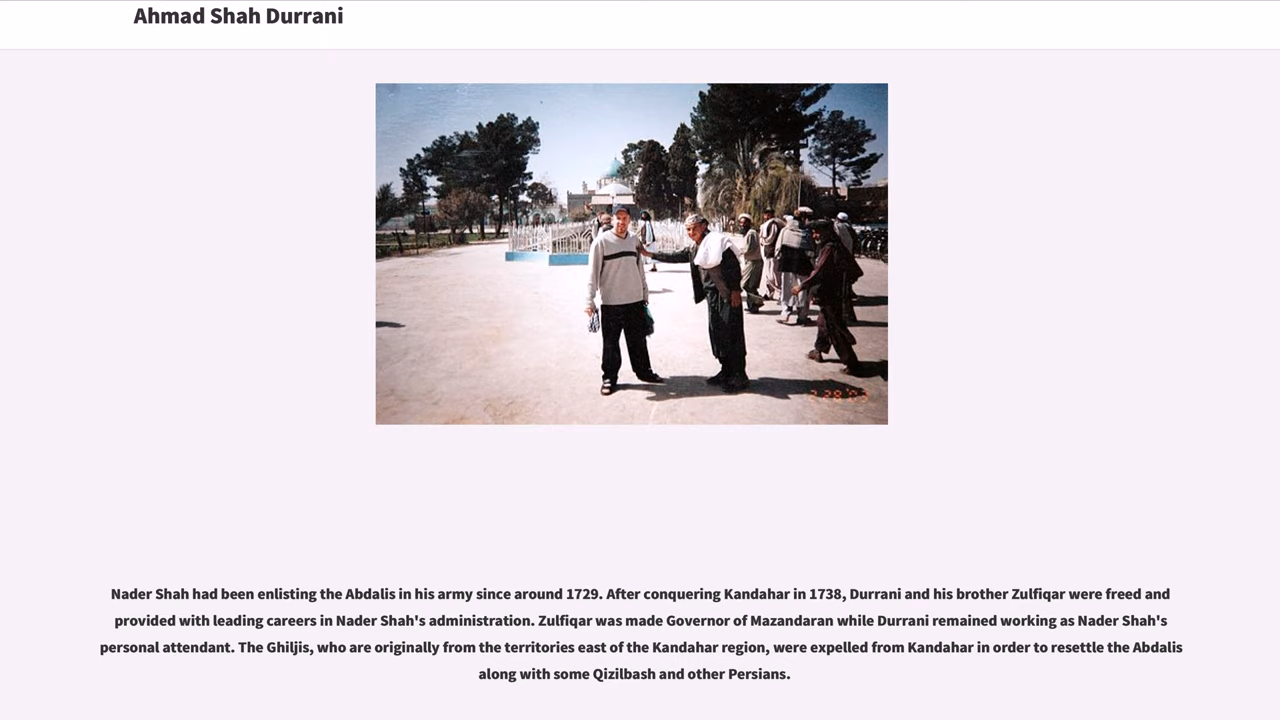 Ahmad Shah Durrani
Nader Shah had been enlisting the Abdalis in his army since around 1729. After conquering Kandahar in 1738, Durrani and his brother Zulfiqar were freed and
provided with leading careers in Nader Shah's administration. Zulfiqar was made Governor of Mazandaran while Durrani remained working as Nader Shah's
personal attendant. The Ghiljis, who are originally from the territories east of the Kandahar region, were expelled from Kandahar in order to resettle the Abdalis
along with some Qizilbash and other Persians.